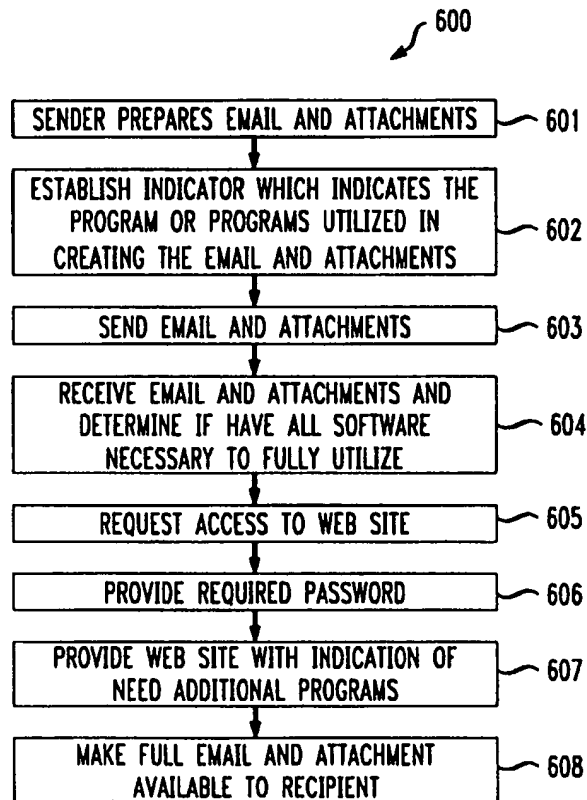 600
SENDER PREPARES EMAIL AND ATTACHMENTS
601
ESTABLISH INDICATOR WHICH INDICATES THE
PROGRAM OR PROGRAMS UTILIZED IN
CREATING THE EMAIL AND ATTACHMENTS
602
SEND EMAIL AND ATTACHMENTS
603
RECEIVE EMAIL AND ATTACHMENTS AND
DETERMINE IF HAVE ALL SOFTWARE
NECESSARY TO FULLY UTILIZE
604
REQUEST ACCESS TO WEB SITE
605
PROVIDE REQUIRED PASSWORD
606
PROVIDE WEB SITE WITH INDICATION OF
NEED ADDITIONAL PROGRAMS
607
MAKE FULL EMAIL AND ATTACHMENT
AVAILABLE TO RECIPIENT
608